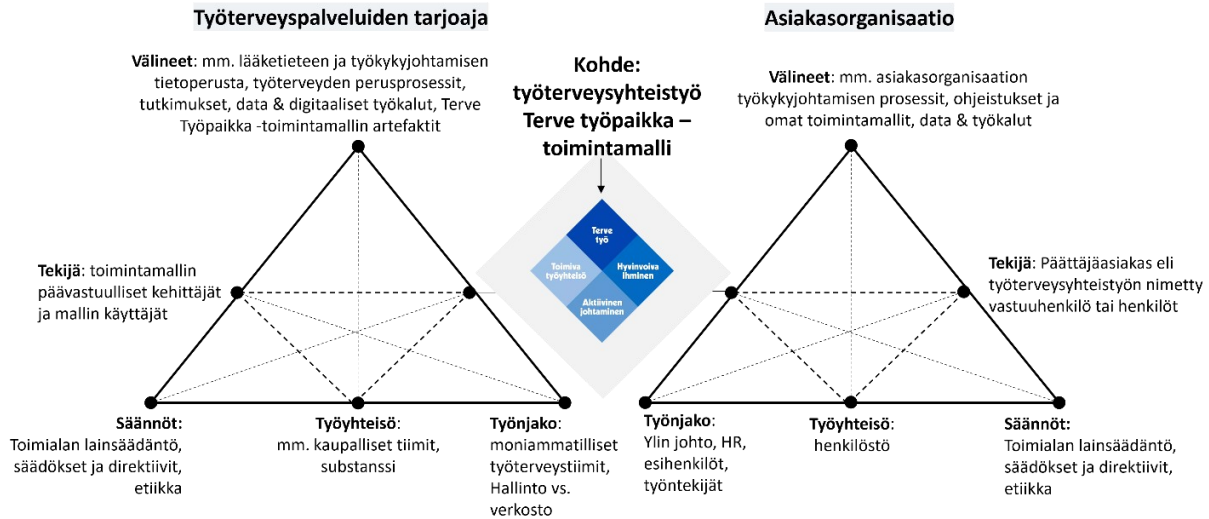 Työterveyspalveluiden tarjoaja
Välineet: mm. lääketieteen ja työkykyjohtamisen
tietoperusta, työterveyden perusprosessit,
tutkimukset, data & digitaaliset työkalut, Terve
Työpaikka -toimintamallin artefaktit
Tekijä: toimintamallin
päävastuulliset kehittäjät
ja mallin käyttäjät
Säännöt:
Toimialan lainsäädäntö,
säädökset ja direktiivit,
etiikka
Työyhteisö:
mm. kaupalliset tiimit,
substanssi
Työnjako:
moniammatilliset
työterveystiimit,
Hallinto vs.
verkosto
Kohde:
työterveysyhteistyö
Terve työpaikka –
toimintamalli
Terve
työ
Toimiva
työyhteisö
Hyvinvoiva
Ihminen
Aktiivinen
johtaminen
Asiakasorganisaatio
Välineet: mm. asiakasorganisaation
työkykyjohtamisen prosessit, ohjeistukset ja
omat toimintamallit, data & työkalut
Tekijä: Päättäjäasiakas eli
työterveysyhteistyön nimetty
vastuuhenkilö tai henkilöt
Työnjako:
Ylin johto, HR,
esihenkilöt,
työntekijät
Työyhteisö:
henkilöstö
Säännöt:
Toimialan lainsäädäntö,
säädökset ja direktiivit,
etiikka